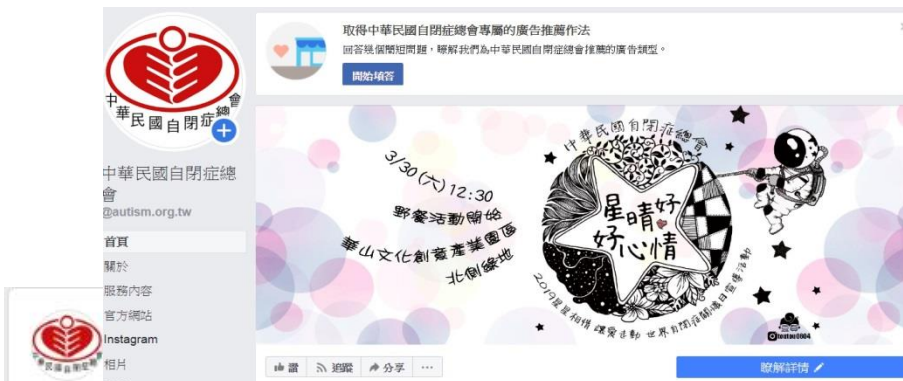 取得中華民國自閉症總會專屬的廣告推薦作法
回答幾個簡短問題，瞭解我們為中華民國自閉症總會推薦的廣告類型。
開始填答
中華民國自閉症總會
中華民國自閉症總
會
@autism.org.tw
首頁
關於
服務內容
官方網站
Instagram
相片
3/30(六)12:30
野餐活動開始
華山文化創意產業園區
北側綠地
中華民國自閉症總會
星晴好
好心情
2019星星相惜 讓愛走動 世界自閉症關懷日宣導活動
讚
追蹤
分享
瞭解詳情